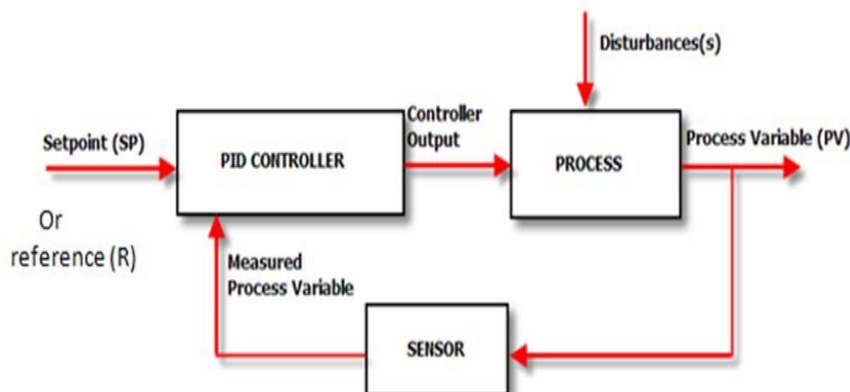 Disturbances(s)
Setpoint (SP)
Or
reference (R)
PID CONTROLLER
Controller
Output
PROCESS
Process Variable (PV)
Measured
Process Variable
SENSOR